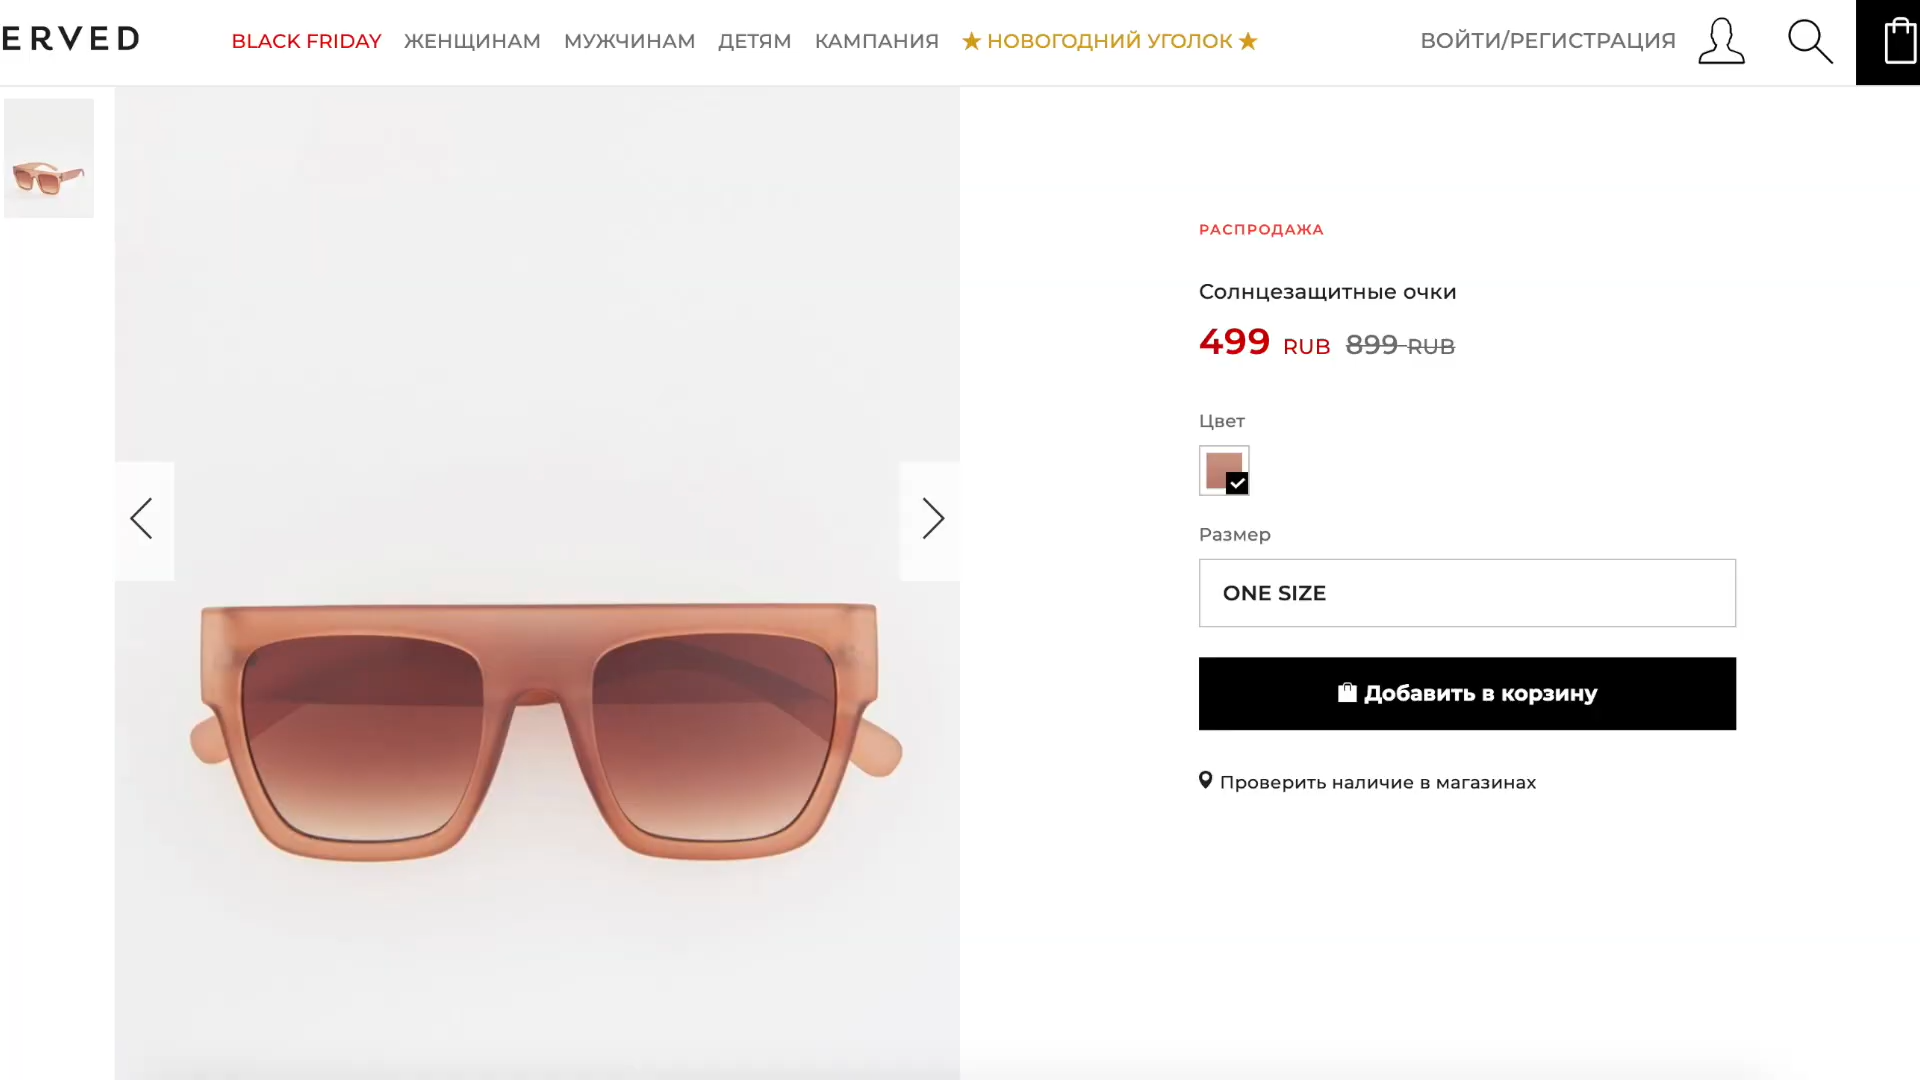 ERVED
BLACK FRIDAY ЖЕНЩИНАМ МУЖЧИНАМ ДЕТЯМ КАМПАНИЯ ★ НОВОГОДНИЙ УГОЛОК ★ ВОЙТИ/РЕГИСТРАЦИЯ
РАСПРОДАЖА
Солнцезащитные очки
499 RUB 899 RUB
Цвет
Размер
ONE SIZE
Добавить в корзину
Проверить наличие в магазинах